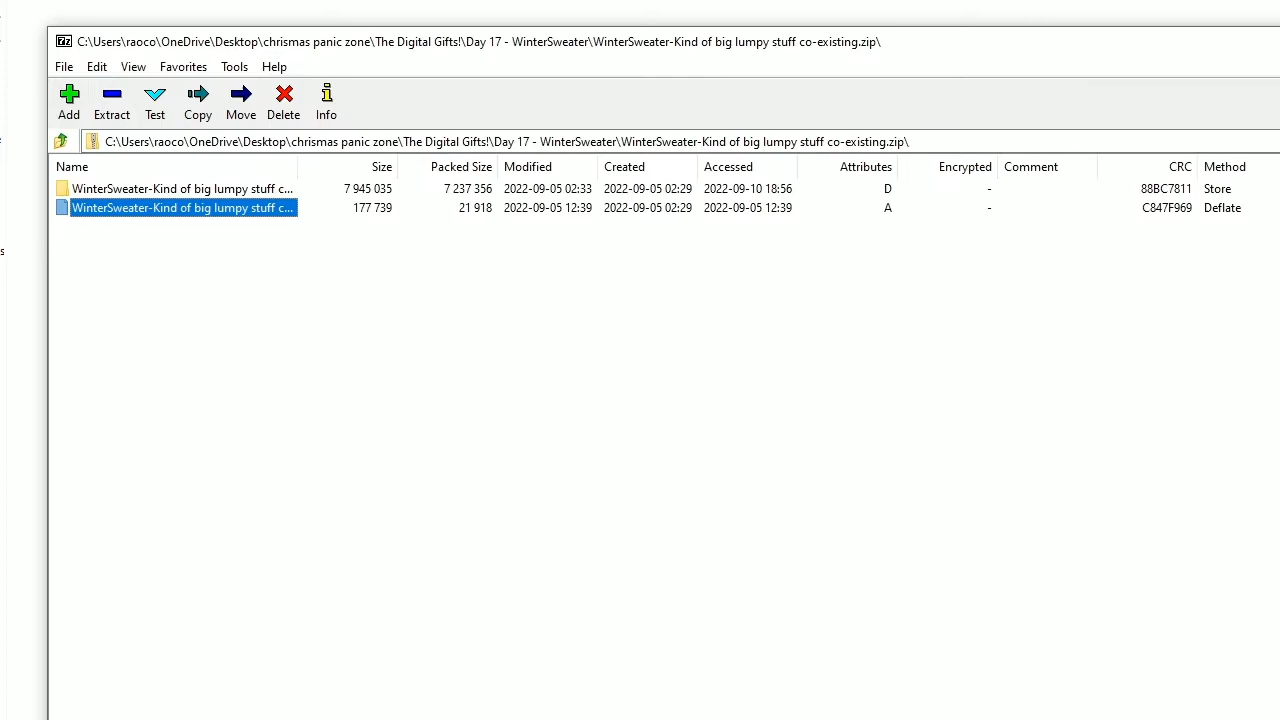 C:\Users\raoco\OneDrive\Desktop\chrismas panic zone\The Digital Gifts!\Day 17 - WinterSweater\WinterSweater-Kind of big lumpy stuff co-existing.zip\
File Edit View Favorites Tools Help
Add Extract Test Copy Move Delete Info
C:\Users\raoco\OneDrive\Desktop\chrismas panic zone\The Digital Gifts!\Day 17 - WinterSweater\WinterSweater-Kind of big lumpy stuff co-existing.zip\
Name Size Packed Size Modified Created Accessed Attributes Encrypted Comment CRC Method
WinterSweater-Kind of big lumpy stuff c... 7 945 035 7 237 356 2022-09-05 02:33 2022-09-05 02:29 2022-09-10 18:56 D - 88BC7811 Store
WinterSweater-Kind of big lumpy stuff c... 177 739 21 918 2022-09-05 12:39 2022-09-05 02:29 2022-09-05 12:39 A - C847F969 Deflate